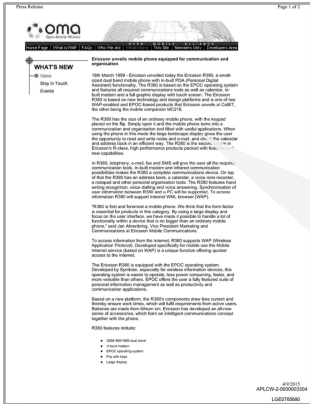 Press Release
Page 1 of 2
oma
Open Mobile Alliance
OPEN MOBILE ALLIANCE
Home Page What is WAP FAQs Who We Are This Site Members Only Developers area
WHAT'S NEW
News
Stay in Touch
Events
Ericsson unveils mobile phone equipped for communication and
organisation
18th March 1999 - Ericsson unveiled today the Ericsson R380, a small-
sized dual band mobile phone with in-built PDA (Personal Digital
Assistant) functionality. The R380 is based on the EPOC operating system
and features all required communications tools as well as calendar, in-
built modem and a full graphic display with touch screen. The Ericsson
R380 is based on new technology and design platforms and is one of two
WAP-enabled and EPOC-based products that Ericsson unveils at CeBIT,
the other being the mobile companion MC218.
The R380 has the size of an ordinary mobile phone, with the keypad
placed on the flip. Simply open it and the mobile phone turns into a
communication and organisation tool filled with useful applications. When
using the phone in this mode the large landscape display gives the user
the opportunity to read and write notes and e-mail, and check the calendar
and address book in an efficient way. The R380 is the second phone in
Ericsson's R-class, high performance products packed with features and
new capabilities.
In R380, telephony, e-mail, fax and SMS will give the user all the required
communication tools. In-built modem and infrared communication
possibilities makes the R380 a complete communications device. On top
of that the R380 has an address book, a calendar, a voice note recorder,
a notepad and other personal organisation tools. The R380 features hand
writing recognition, voice dialling and voice answering. Synchronisation of
user information between R380 and a PC will be supported. To access
information R380 will support internet WML browser (WAP).
"R380 is first and foremost a mobile phone. We think that the form factor
is essential for products in this category. By using a large display and
focus on the user interface, we have made it possible to handle a lot of
functionality within a device that is no bigger than an ordinary mobile
phone," said Jan Ahrenbring, Vice President Marketing and
Communications at Ericsson Mobile Communications.
To access information from the Internet, R380 supports WAP (Wireless
Application Protocol). Developed specifically for mobile use the Mobile
Internet service (based on WAP) is a unique function offering quicker
access to the Internet.
The Ericsson R380 is equipped with the EPOC operating system.
Developed by Symbian, especially for wireless information devices, this
operating system is easier to operate, less power consuming, faster, and
more versatile than others. EPOC offers the user a fully featured suite of
personal information management as well as productivity and
communication applications.
Based on a new platform, the R380's components draw less current and
thereby ensure work times, which will fulfil requirements from active users.
Batteries are made from lithium ion. Ericsson has developed an all-new
series of accessories, which form an intelligent communications concept
together with the phone.
R380 features include:
GSM 900/1800 dual band
In-built modem
EPOC operating system
Flip with keys
Large display
4/9/2015
APLCW-Z-0000003304
LGE0765690